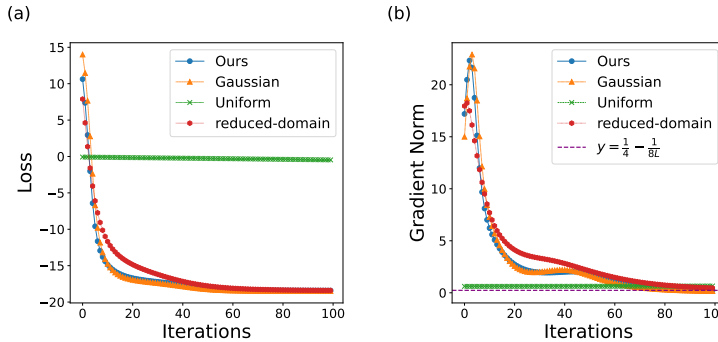 (a)
15
10
5
0
−5
−10
−15
−20
Loss
0
20
40
60
80
100
Iterations
Ours
Gaussian
Uniform
reduced-domain
(b)
20
15
10
5
0
Gradient Norm
0
20
40
60
80
100
Iterations
Ours
Gaussian
Uniform
reduced-domain
y = 1/4 − 1/8L